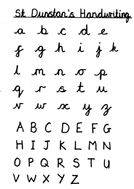 St Dunstan's Handwriting
a b c d e
f g h i j k
l m n o p
q r s t u
v w x y z
A B C D E F G
H I J K L M N
O P Q R S T U
V W X Y Z